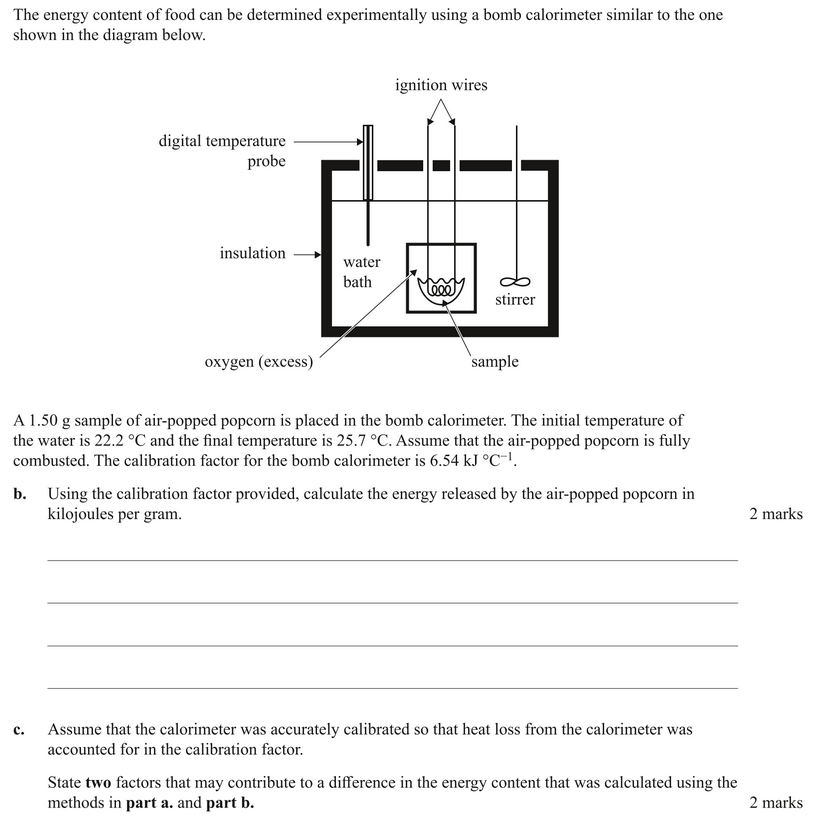 The energy content of food can be determined experimentally using a bomb calorimeter similar to the one
shown in the diagram below.
ignition wires
digital temperature
probe
insulation
water
bath
stirrer
oxygen (excess)
sample
A 1.50 g sample of air-popped popcorn is placed in the bomb calorimeter. The initial temperature of
the water is 22.2 °C and the final temperature is 25.7 °C. Assume that the air-popped popcorn is fully
combusted. The calibration factor for the bomb calorimeter is 6.54 kJ °C⁻¹.
b. Using the calibration factor provided, calculate the energy released by the air-popped popcorn in
kilojoules per gram. 2 marks
c. Assume that the calorimeter was accurately calibrated so that heat loss from the calorimeter was
accounted for in the calibration factor.
State two factors that may contribute to a difference in the energy content that was calculated using the
methods in part a. and part b. 2 marks